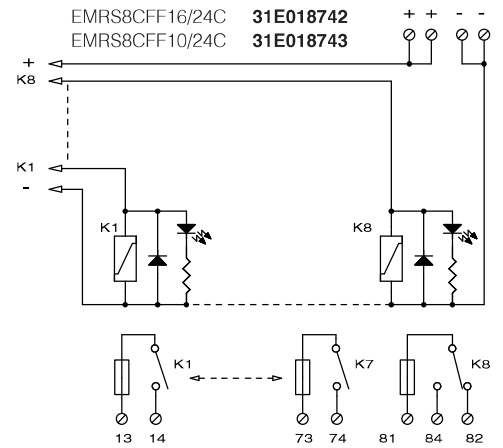 EMRS8CFF16/24C 31E018742 + + - -
EMRS8CFF10/24C 31E018743
+
K8
K1
-
K1 K8
K1 K7 K8
13 14 73 74 81 84 82